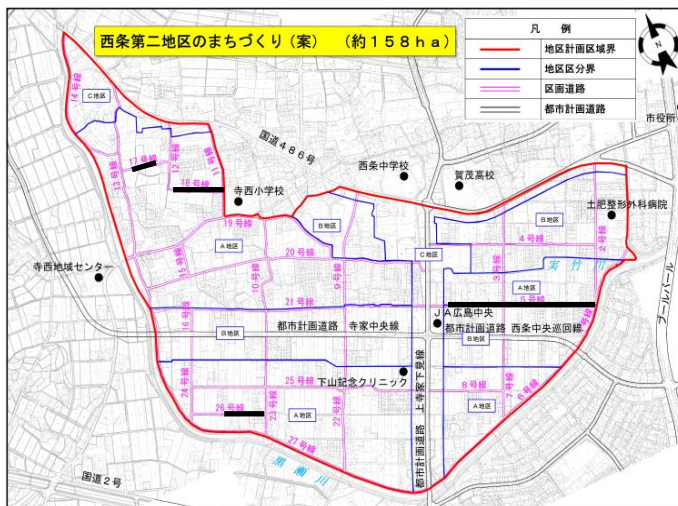 西条第二地区のまちづくり（案）　（約１５８ｈａ）
凡　例
地区計画区域界
地区区分界
区画道路
都市計画道路
N
市役所
国道４８６号
西条中学校
賀茂高校
寺西小学校
土肥整形外科病院
寺西地域センター
ブールバール
実竹川
ＪＡ広島中央
都市計画道路　寺家中央線
都市計画道路　西条中央巡回線
都市計画道路　上寺家下見線
下山記念クリニック
黒瀬川
国道２号
C地区
B地区
B地区
C地区
A地区
A地区
B地区
B地区
A地区
A地区
14号線
17号線
12号線
11号線
13号線
18号線
19号線
15号線
20号線
9号線
10号線
21号線
16号線
4号線
2号線
3号線
5号線
24号線
25号線
26号線
23号線
22号線
27号線
8号線
7号線
6号線